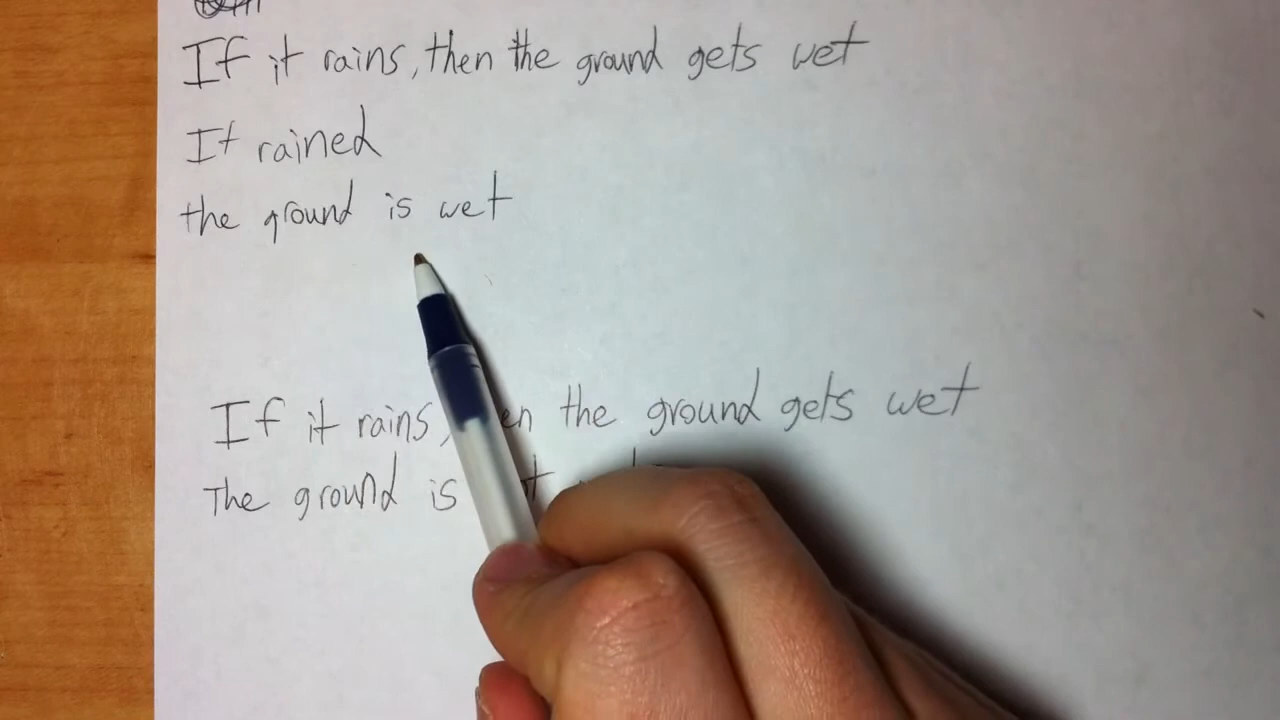 If it rains, then the ground gets wet
It rained
the ground is wet
If it rains, the ground gets wet
The ground is